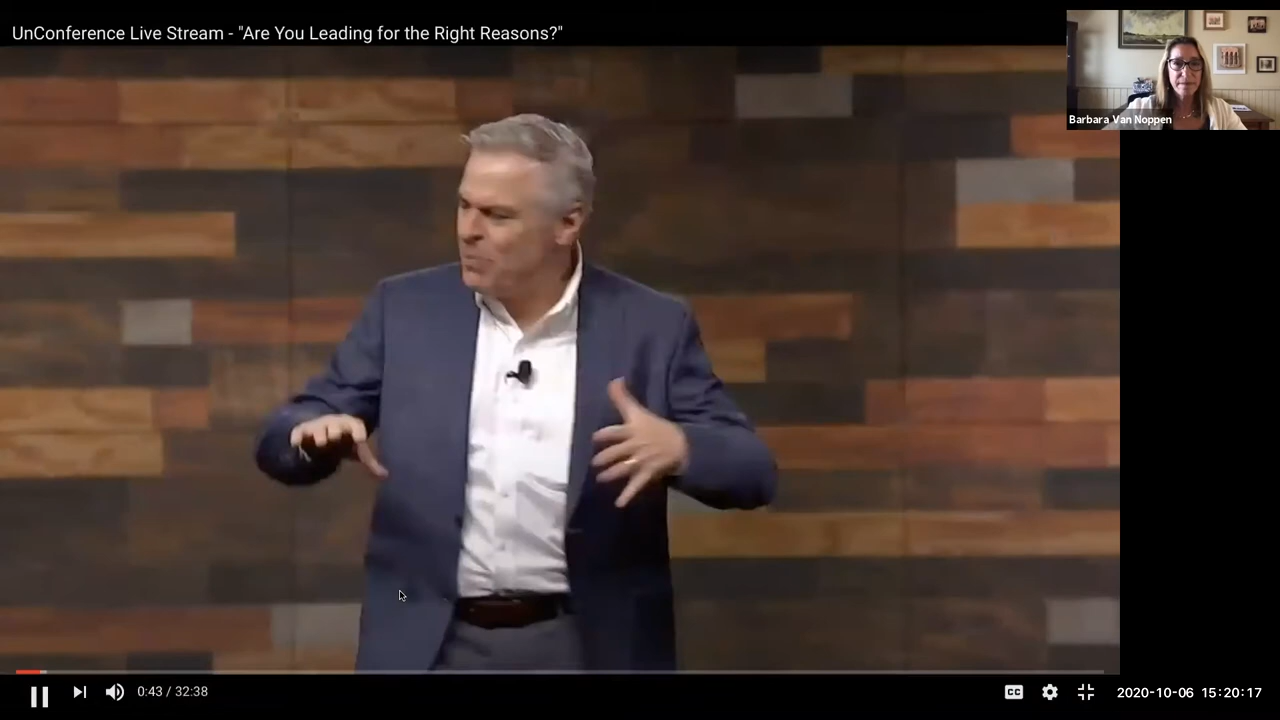 UnConference Live Stream - "Are You Leading for the Right Reasons?"
Barbara Van Noppen
0:43 / 32:38
CC
2020-10-06 15:20:17